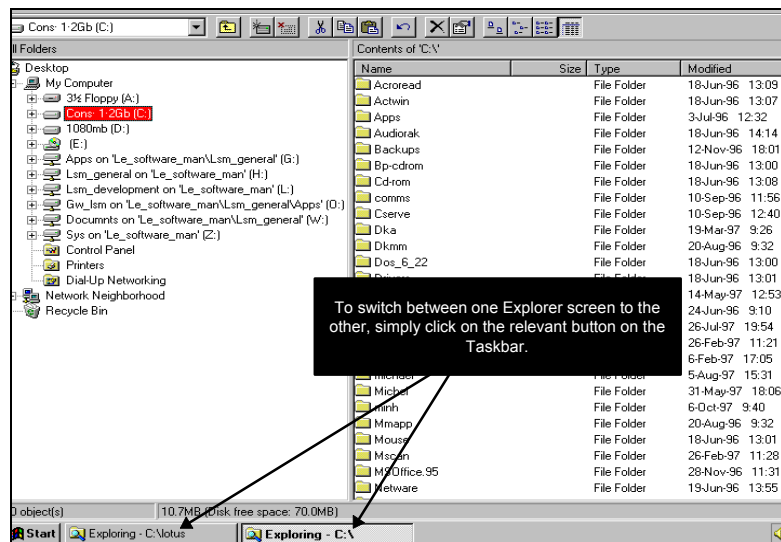 Cons· 1·2Gb (C:)
ll Folders
Contents of 'C:\'
Desktop
My Computer
3½ Floppy (A:)
Cons· 1·2Gb (C:)
1080mb (D:)
(E:)
Apps on 'Le_software_man\Lsm_general' (G:)
Lsm_general on 'Le_software_man' (H:)
Lsm_development on 'Le_software_man' (L:)
Gw_lsm on 'Le_software_man\Lsm_general\Apps' (O:)
Documnts on 'Le_software_man\Lsm_general' (W:)
Sys on 'Le_software_man' (Z:)
Control Panel
Printers
Dial-Up Networking
Network Neighborhood
Recycle Bin
Name Size Type Modified
Acroread File Folder 18-Jun-96 13:09
Actwin File Folder 18-Jun-96 13:07
Apps File Folder 3-Jul-96 12:32
Audiorak File Folder 18-Jun-96 14:14
Backups File Folder 12-Nov-96 18:01
Bp-cdrom File Folder 18-Jun-96 13:00
Cd-rom File Folder 18-Jun-96 13:08
comms File Folder 10-Sep-96 11:56
Cserve File Folder 10-Sep-96 12:40
Dka File Folder 19-Mar-97 9:26
Dkmm File Folder 20-Aug-96 9:32
Dos_6_22 File Folder 18-Jun-96 13:00
File Folder 18-Jun-96 13:01
14-May-97 12:53
24-Jun-96 9:10
26-Jul-97 19:54
26-Feb-97 11:21
6-Feb-97 17:05
To switch between one Explorer screen to the
other, simply click on the relevant button on the
Taskbar.
michael File Folder 5-Aug-97 15:31
Michel File Folder 31-May-97 18:06
minh File Folder 6-Oct-97 9:40
Mmapp File Folder 20-Aug-96 9:32
Mouse File Folder 18-Jun-96 13:01
Mscan File Folder 26-Feb-97 11:28
MSOffice.95 File Folder 28-Nov-96 11:31
Netware File Folder 19-Jun-96 13:55
object(s) 10.7MB (Disk free space: 70.0MB)
Start Exploring - C:\lotus Exploring - C:\